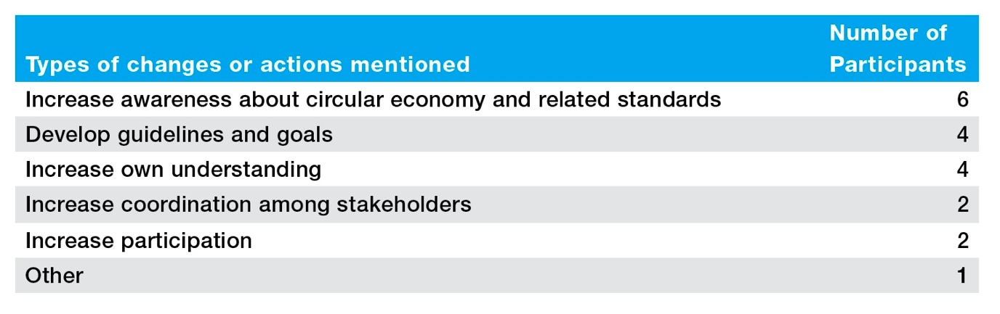 Types of changes or actions mentioned Number of Participants
Increase awareness about circular economy and related standards 6
Develop guidelines and goals 4
Increase own understanding 4
Increase coordination among stakeholders 2
Increase participation 2
Other 1